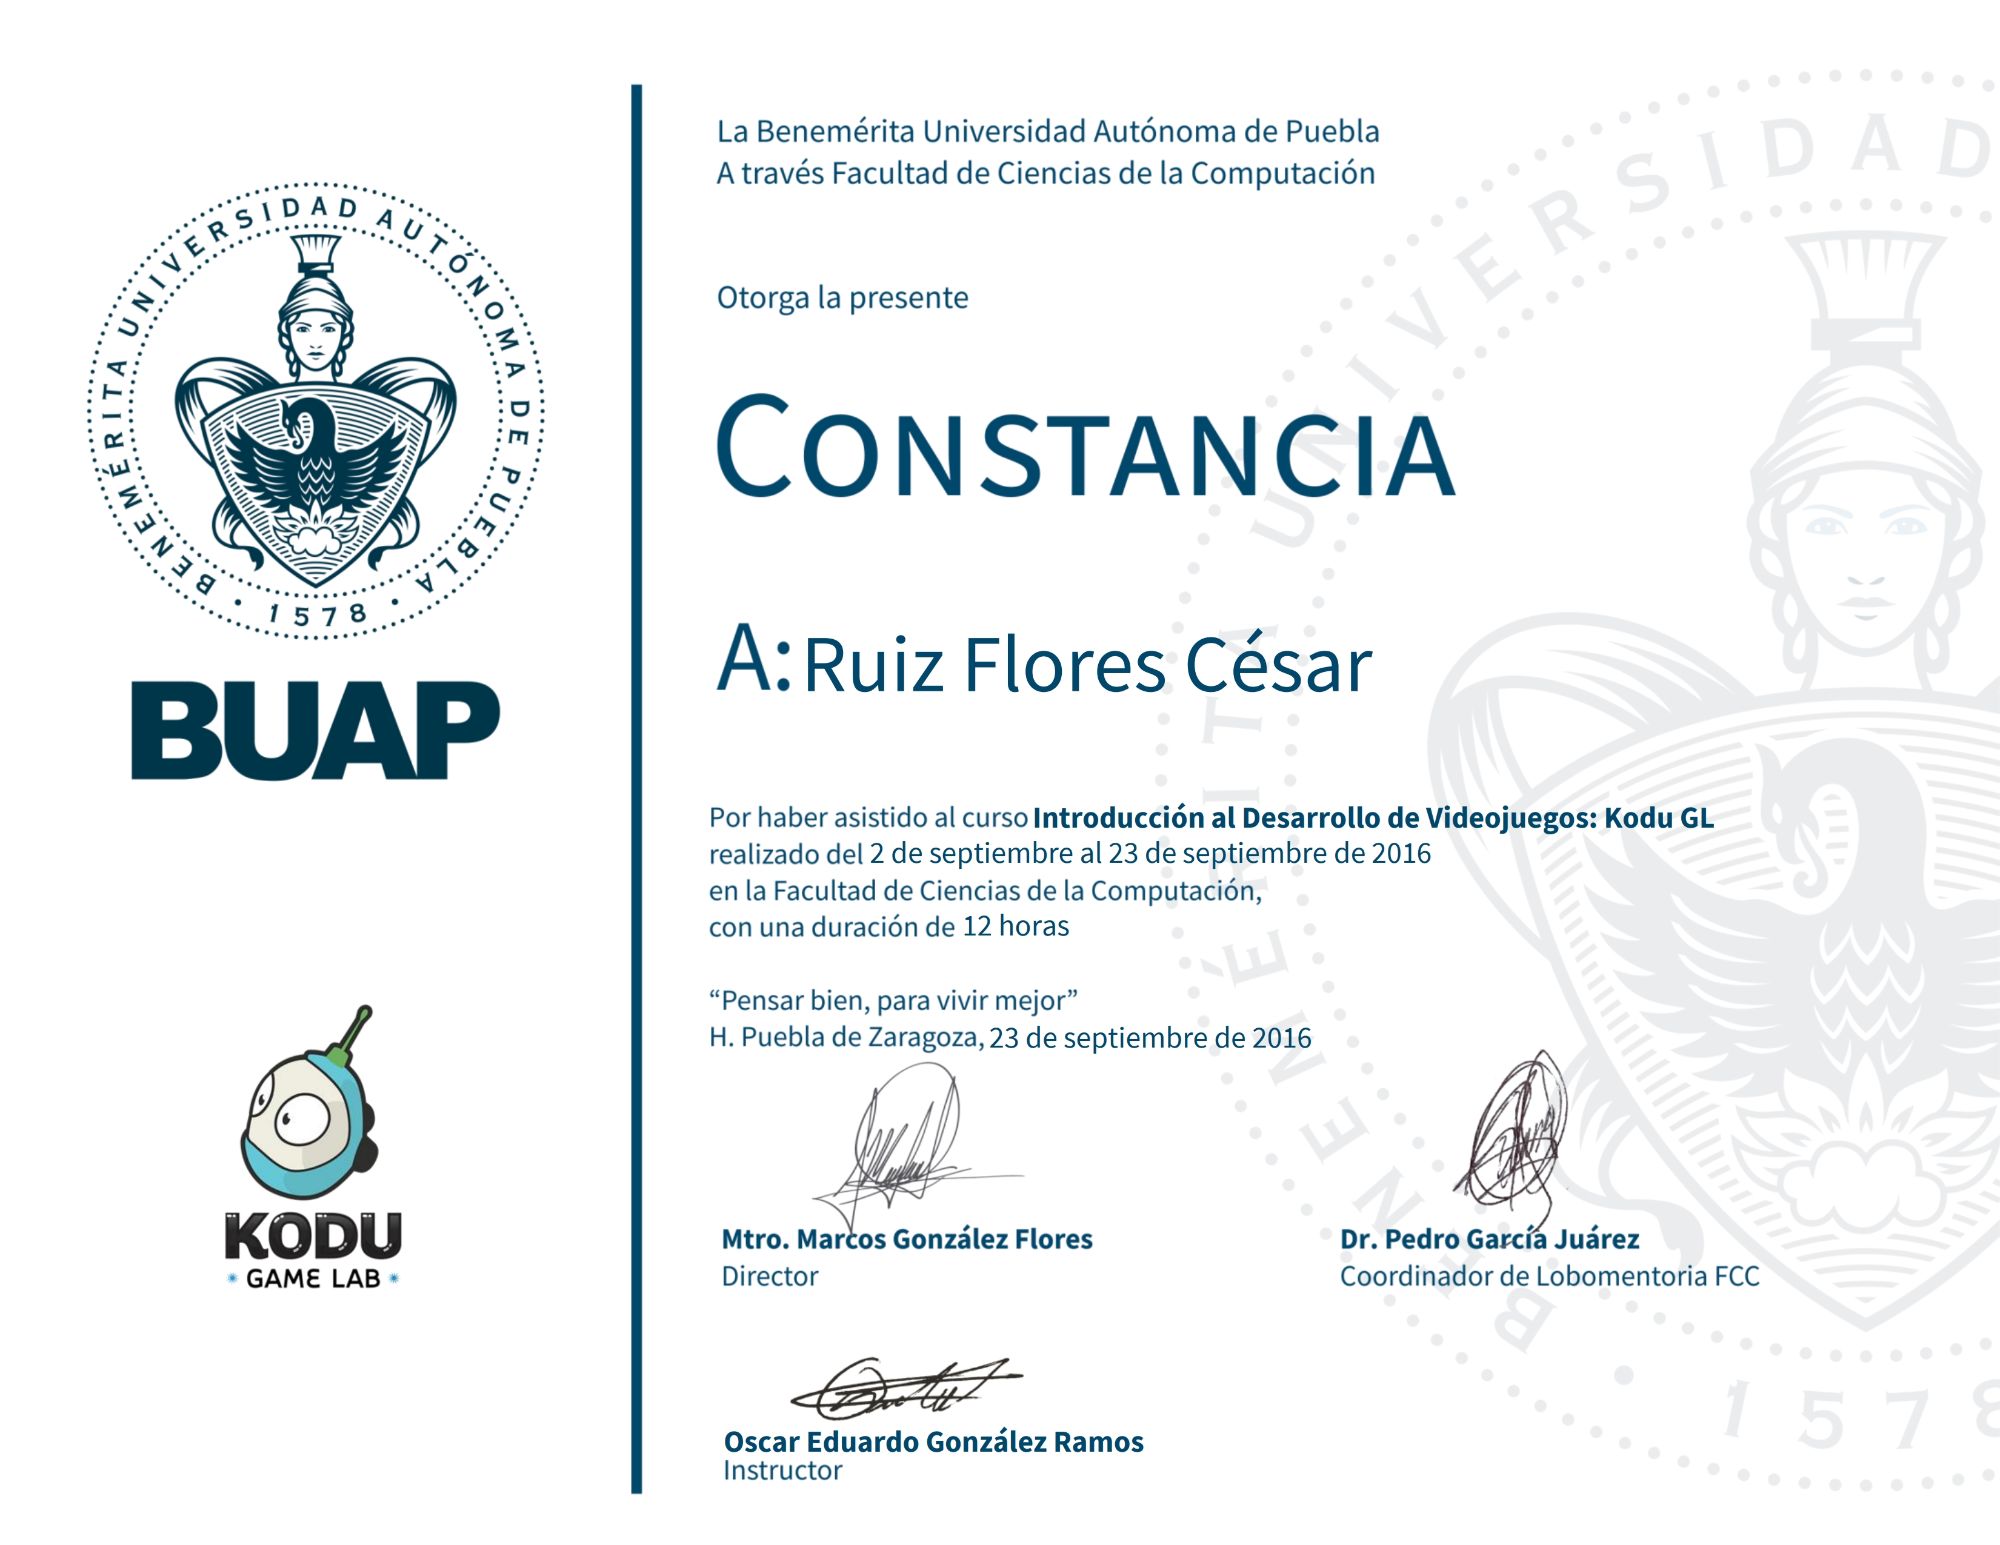 BENEMÉRITA UNIVERSIDAD AUTÓNOMA DE PUEBLA
• 1578 •
BUAP
KODU
GAME LAB
La Benemérita Universidad Autónoma de Puebla
A través Facultad de Ciencias de la Computación
Otorga la presente
CONSTANCIA
A: Ruiz Flores César
Por haber asistido al curso Introducción al Desarrollo de Videojuegos: Kodu GL
realizado del 2 de septiembre al 23 de septiembre de 2016
en la Facultad de Ciencias de la Computación,
con una duración de 12 horas
“Pensar bien, para vivir mejor”
H. Puebla de Zaragoza, 23 de septiembre de 2016
Mtro. Marcos González Flores
Director
Dr. Pedro García Juárez
Coordinador de Lobomentoria FCC
Oscar Eduardo González Ramos
Instructor
BENEMÉRITA UNIVERSIDAD
• 1578